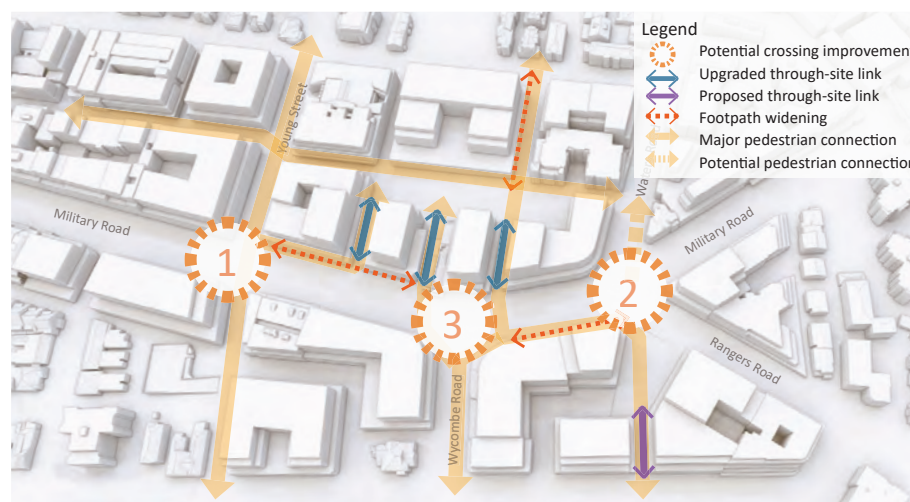 Legend
Potential crossing improvemen
Upgraded through-site link
Proposed through-site link
Footpath widening
Major pedestrian connection
Potential pedestrian connection
Young Street
Military Road
Military Road
1
2
3
Rangers Road
Wycombe Road